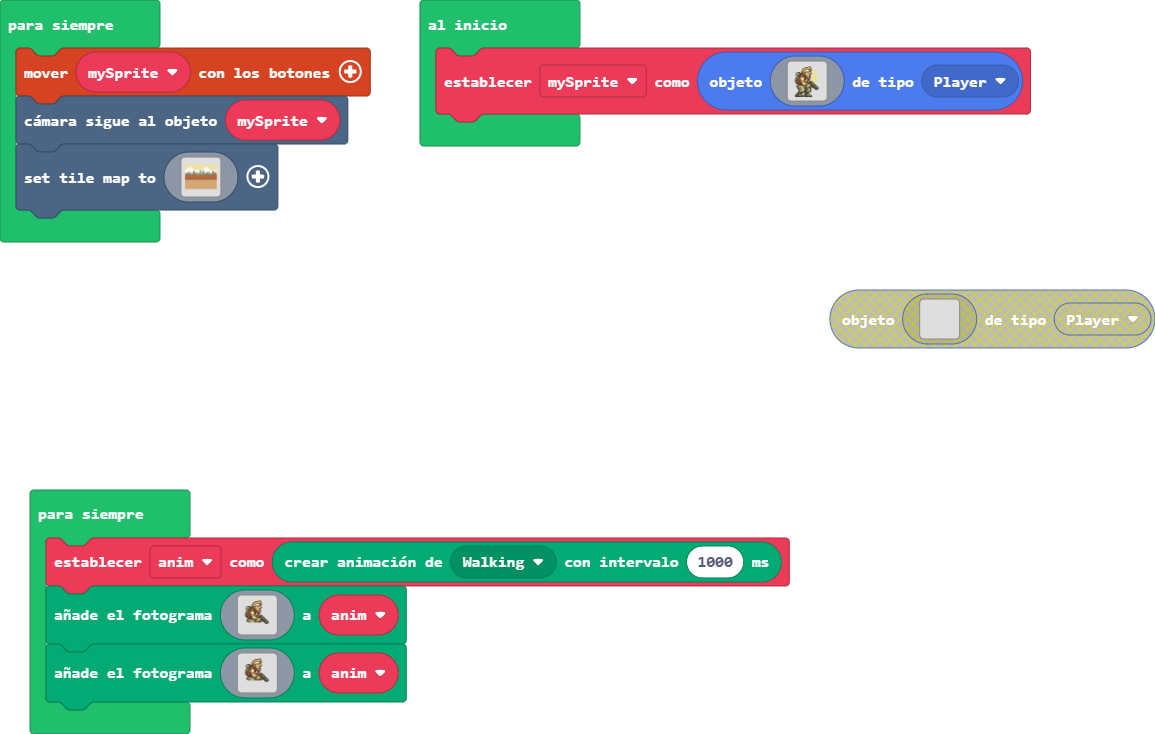 para siempre
mover mySprite con los botones
cámara sigue al objeto mySprite
set tile map to
al inicio
establecer mySprite como objeto de tipo Player
objeto de tipo Player
para siempre
establecer anim como crear animación de Walking con intervalo 1000 ms
añade el fotograma a anim
añade el fotograma a anim